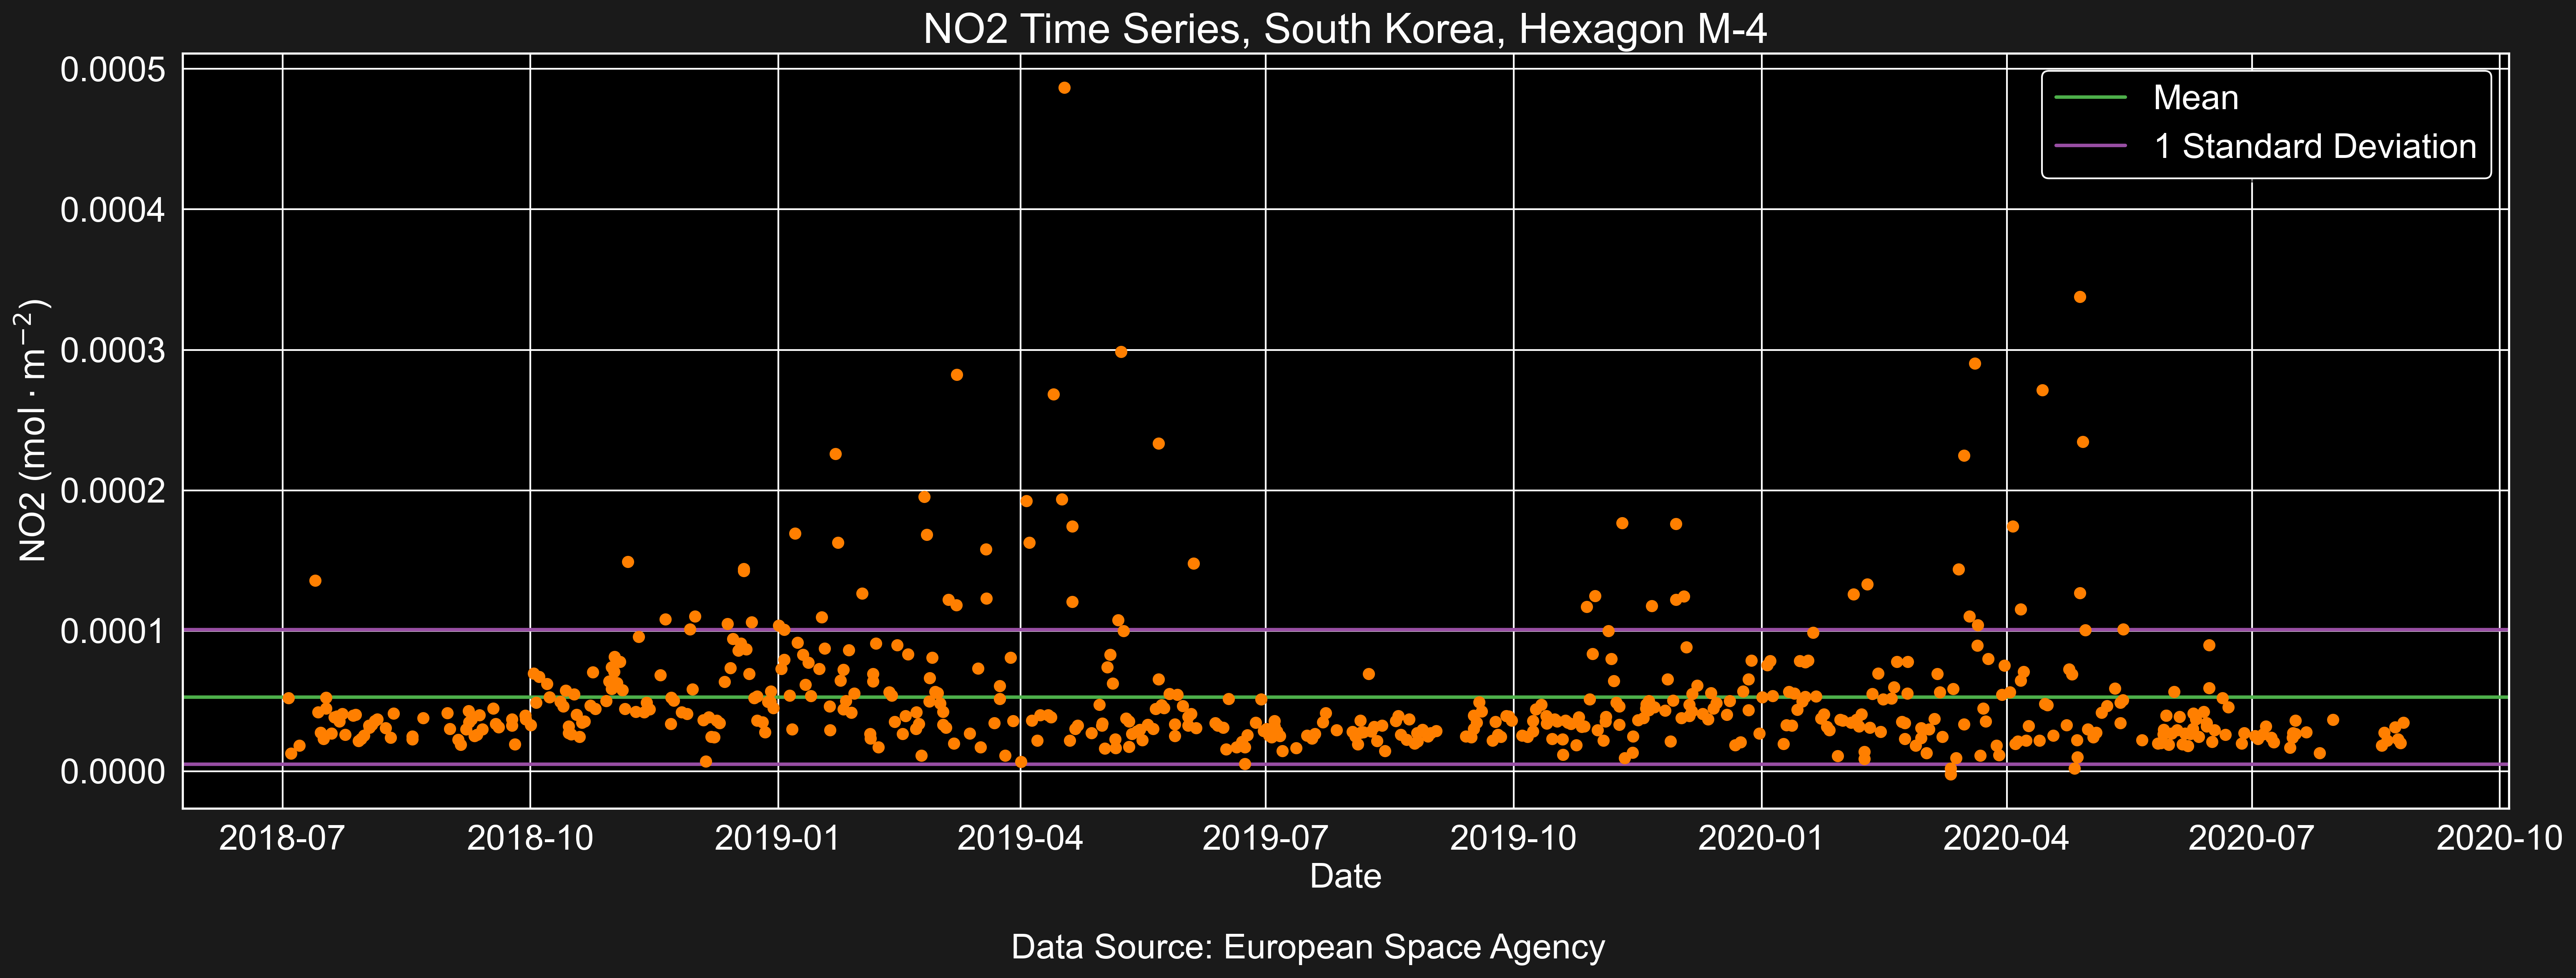 NO2 Time Series, South Korea, Hexagon M-4
0.0005
0.0004
0.0003
0.0002
0.0001
0.0000
NO2 (mol · m⁻²)
Mean
1 Standard Deviation
2018-07 2018-10 2019-01 2019-04 2019-07 2019-10 2020-01 2020-04 2020-07 2020-10
Date
Data Source: European Space Agency